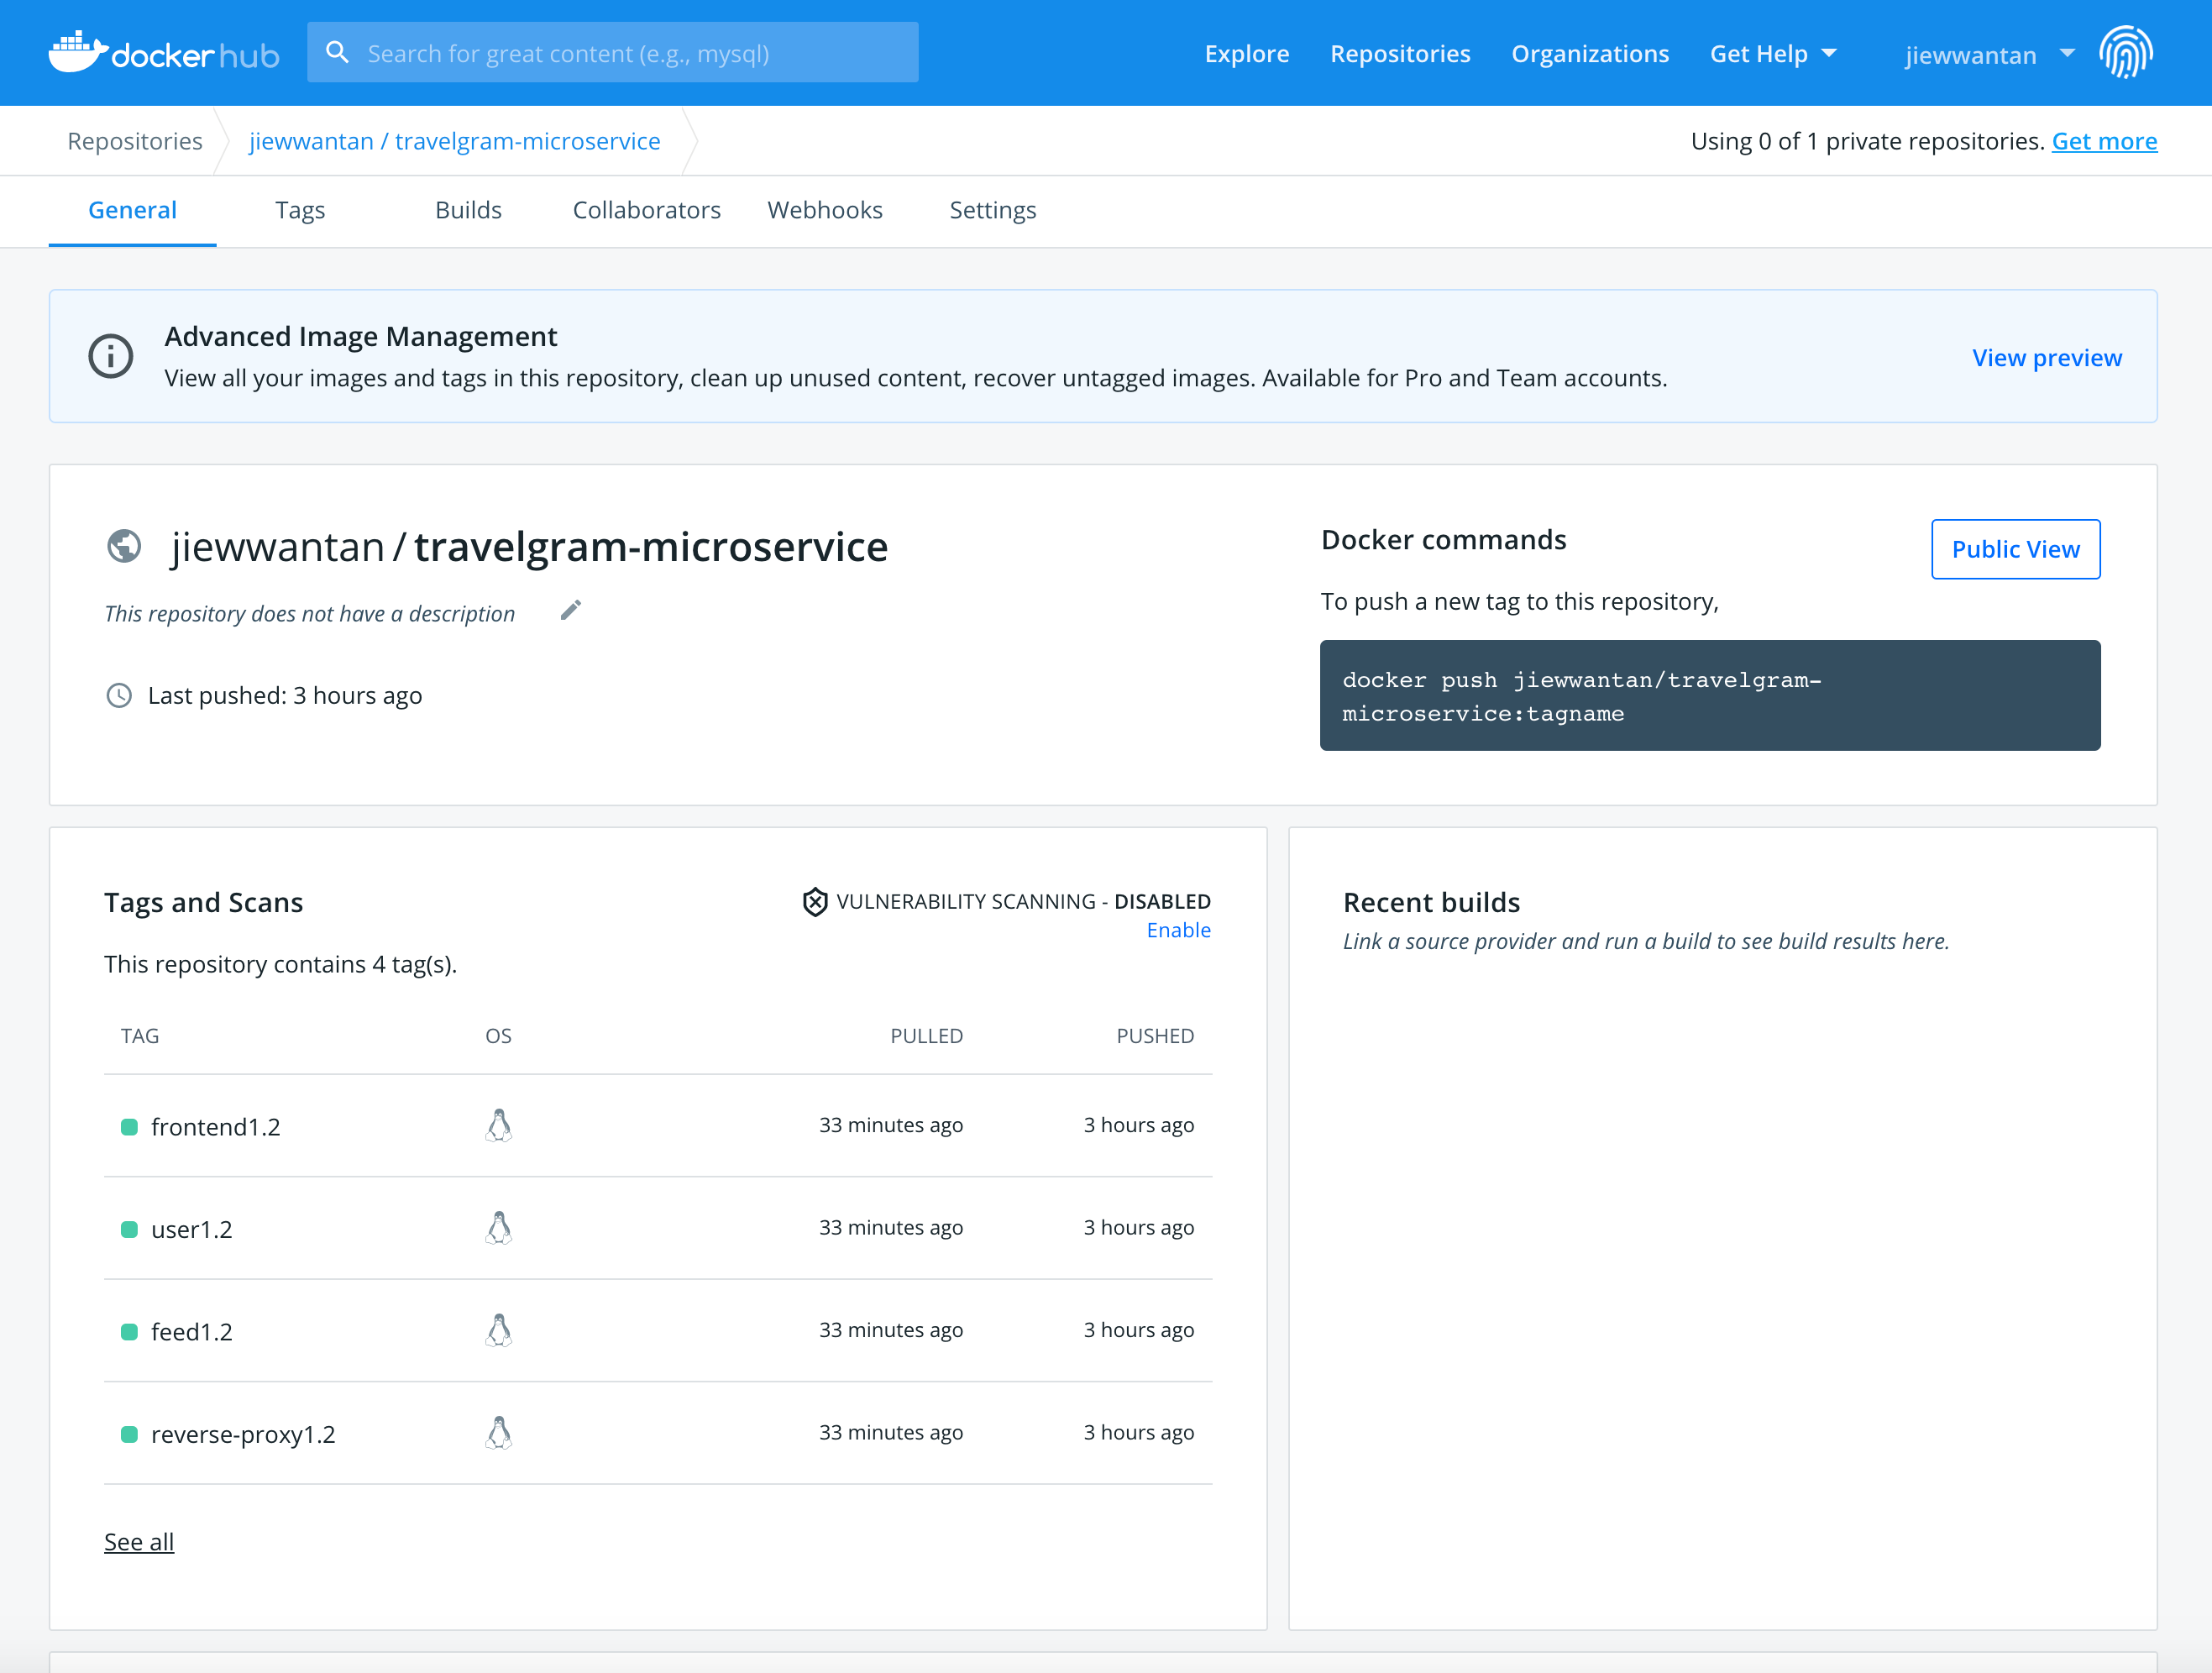 docker hub
Search for great content (e.g., mysql)
Explore
Repositories
Organizations
Get Help
jiewwantan
Repositories
jiewwantan / travelgram-microservice
Using 0 of 1 private repositories. Get more
General
Tags
Builds
Collaborators
Webhooks
Settings
Advanced Image Management
View all your images and tags in this repository, clean up unused content, recover untagged images. Available for Pro and Team accounts.
View preview
jiewwantan / travelgram-microservice
This repository does not have a description
Last pushed: 3 hours ago
Docker commands
Public View
To push a new tag to this repository,
docker push jiewwantan/travelgram-
microservice:tagname
Tags and Scans
VULNERABILITY SCANNING - DISABLED
Enable
This repository contains 4 tag(s).
TAG OS PULLED PUSHED
frontend1.2 33 minutes ago 3 hours ago
user1.2 33 minutes ago 3 hours ago
feed1.2 33 minutes ago 3 hours ago
reverse-proxy1.2 33 minutes ago 3 hours ago
See all
Recent builds
Link a source provider and run a build to see build results here.